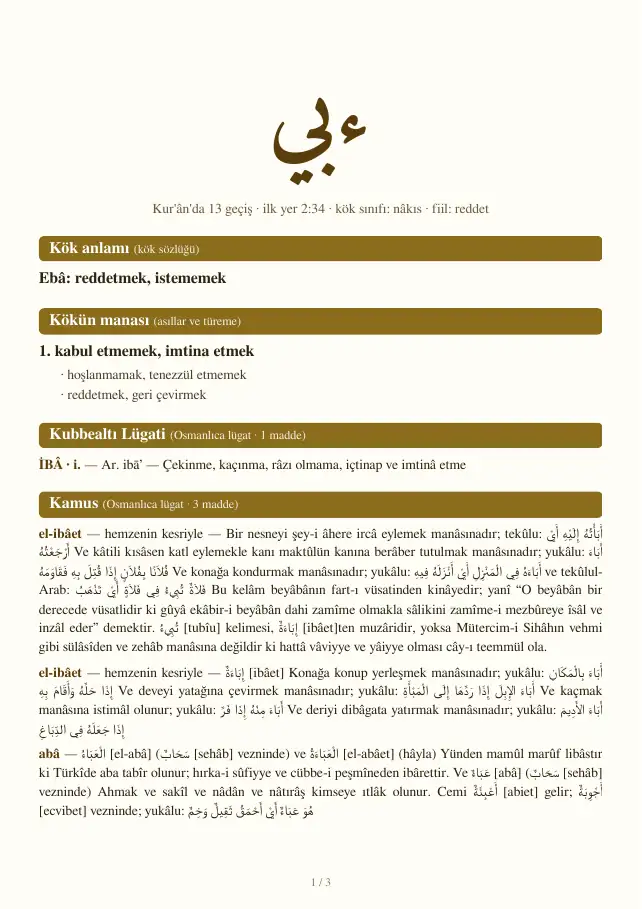 ءبي
Kur'ân'da 13 geçiş · ilk yer 2:34 · kök sınıfı: nâkıs · fiil: reddet
Kök anlamı (kök sözlüğü)
Ebâ: reddetmek, istememek
Kökün manası (asıllar ve türeme)
1. kabul etmemek, imtina etmek
· hoşlanmamak, tenezzül etmemek
· reddetmek, geri çevirmek
Kubbealtı Lügati (Osmanlıca lügat · 1 madde)
İBÂ · i. — Ar. ibā’ — Çekinme, kaçınma, râzı olmama, içtinap ve imtinâ etme
Kamus (Osmanlıca lügat · 3 madde)
el-ibâet — hemzenin kesriyle — Bir nesneyi şey-i âhere ircâ eylemek manâsınadır; tekûlu: أَبَأْتُهُ إِلَيْهِ أَيْ
أَرْجَعْتُهُ Ve kâtili kısâsen katl eylemekle kanı maktûlün kanına berâber tutulmak manâsınadır; yukâlu: أَبَاءَ
فُلاَنًا بِفُلاَنٍ إِذَا قُتِلَ بِهِ فَقَاوَمَهُ Ve konağa kondurmak manâsınadır; yukâlu: أَبَاءَهُ فِي الْمَنْزِلِ أَيْ أَنْزَلَهُ فِيهِ ve tekûlul-
Arab: فَلاَةٌ تُبِيءُ فِي فَلاَةٍ أَيْ تَذْهَبُ Bu kelâm beyâbânın fart-ı vüsatinden kinâyedir; yanî “O beyâbân bir
derecede vüsatlidir ki gûyâ ekâbir-i beyâbân dahi zamîme olmakla sâlikini zamîme-i mezbûreye îsâl ve
inzâl eder” demektir. تُبِيءُ [tubîu] kelimesi, إِبَاءَةٌ [ibâet]ten muzâridir, yoksa Mütercim-i Sihâhın vehmi
gibi sülâsîden ve zehâb manâsına değildir ki hattâ vâviyye ve yâiyye olması cây-ı teemmül ola.
el-ibâet — hemzenin kesriyle — إِبَاءَةٌ [ibâet] Konağa konup yerleşmek manâsınadır; yukâlu: أَبَاءَ بِالْمَكَانِ
إِذَا حَلَّهُ وَأَقَامَ بِهِ Ve deveyi yatağına çevirmek manâsınadır; yukâlu: أَبَاءَ الإِبِلَ إِذَا رَدَّهَا إِلَى الْمَبَأَةِ Ve kaçmak
manâsına istimâl olunur; yukâlu: أَبَاءَ مِنْهُ إِذَا فَرَّ Ve deriyi dibâgata yatırmak manâsınadır; yukâlu: أَبَاءَ الأَدِيمَ
إِذَا جَعَلَهُ فِي الدِّبَاغِ
abâ — الْعَبَاءُ [el-abâ] (سَحَابٌ [sehâb] vezninde) ve الْعَبَاءَةُ [el-abâet] (hâyla) Yünden mamûl marûf libâstır
ki Türkîde aba tabîr olunur; hırka-i sûfiyye ve cübbe-i peşmîneden ibârettir. Ve عَبَاءٌ [abâ] (سَحَابٌ [sehâb]
vezninde) Ahmak ve sakîl ve nâdân ve nâtırâş kimseye ıtlâk olunur. Cemi أَعْبِئَةٌ [abiet] gelir; أَجْوِبَةٌ
[ecvibet] vezninde; yukâlu: هُوَ عَبَاءٌ أَيْ أَحْمَقُ ثَقِيلٌ وَخِمٌ
1 / 3